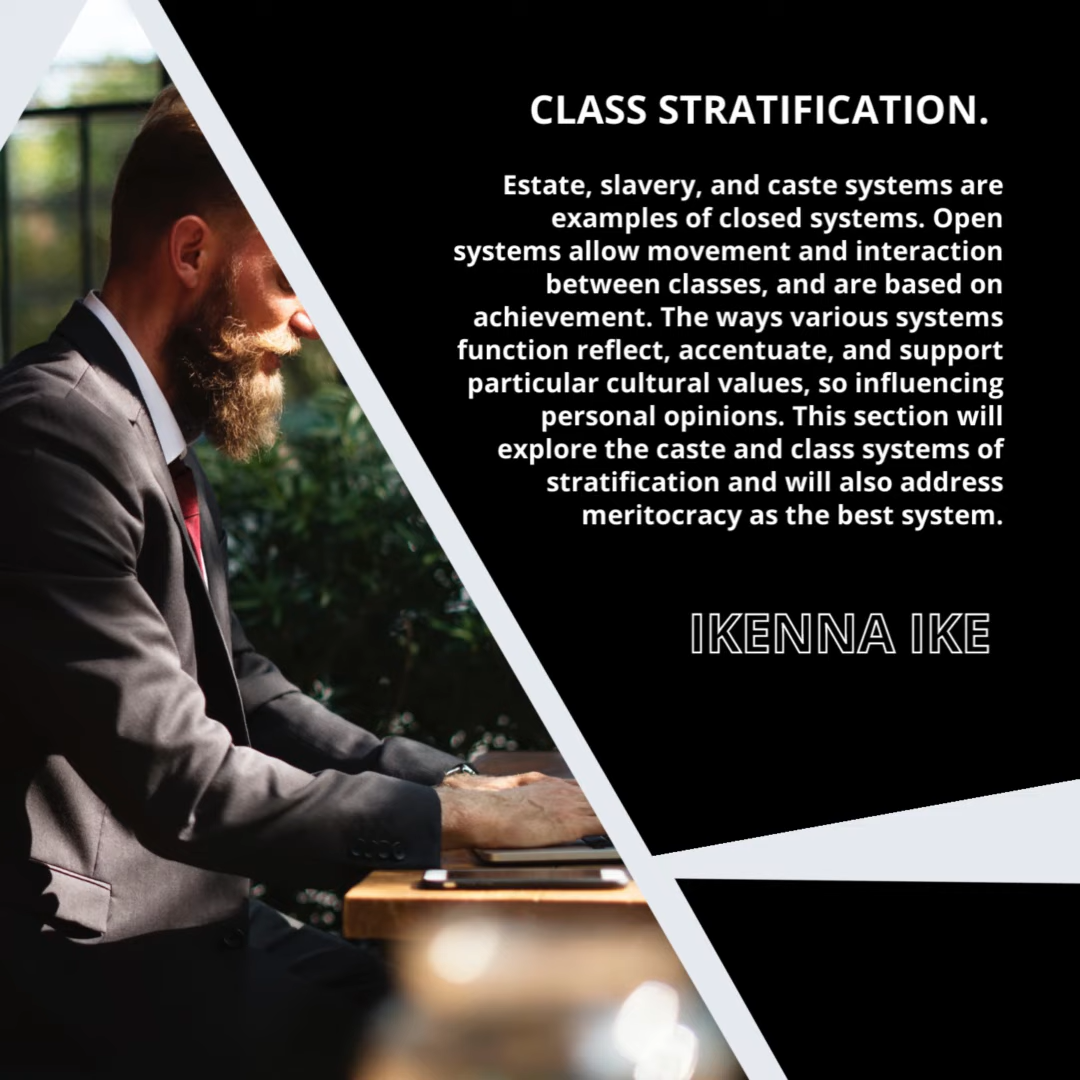 CLASS STRATIFICATION.
Estate, slavery, and caste systems are
examples of closed systems. Open
systems allow movement and interaction
between classes, and are based on
achievement. The ways various systems
function reflect, accentuate, and support
particular cultural values, so influencing
personal opinions. This section will
explore the caste and class systems of
stratification and will also address
meritocracy as the best system.
IKENNA IKE